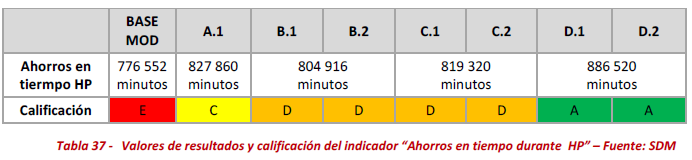 BASE MOD A.1 B.1 B.2 C.1 C.2 D.1 D.2
Ahorros en tiermpo HP 776 552 minutos 827 860 minutos 804 916 minutos 819 320 minutos 886 520 minutos
Calificación E C D D D D A A
Tabla 37 - Valores de resultados y calificación del indicador “Ahorros en tiempo durante HP” – Fuente: SDM